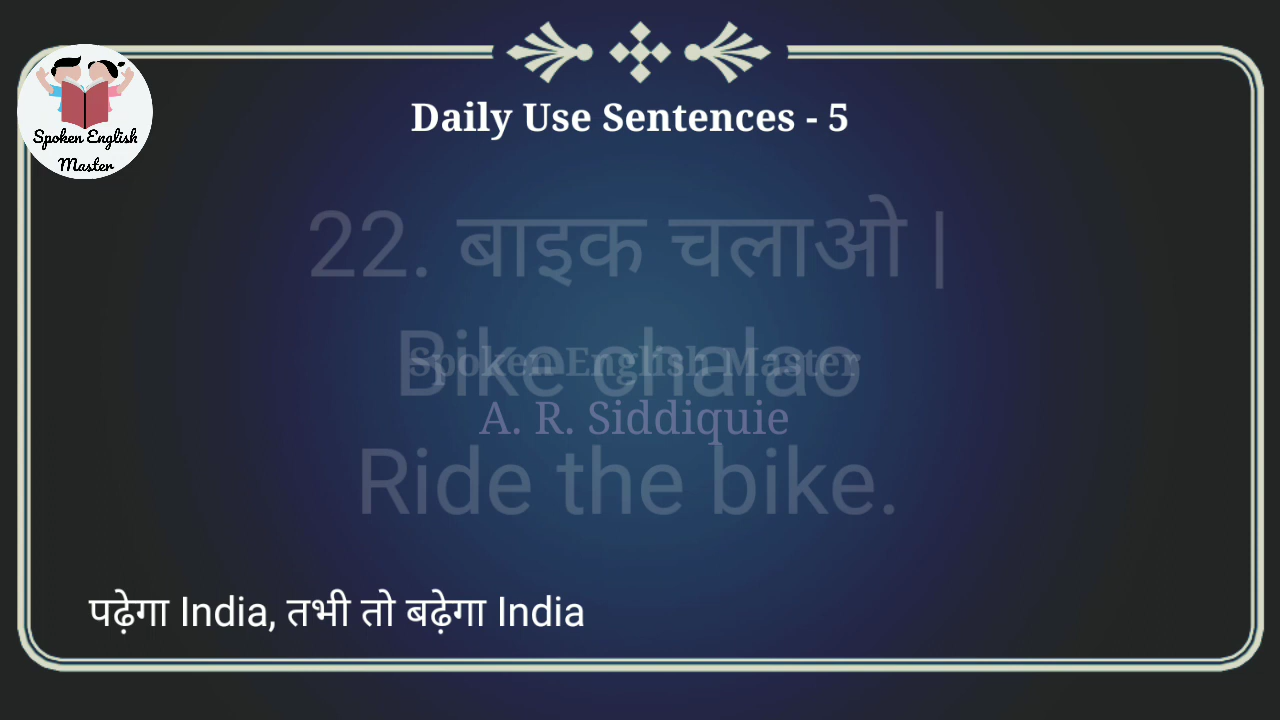 Spoken English
Master
Daily Use Sentences - 5
22. बाइक चलाओ |
Bike chalao
Spoken English Master
A. R. Siddiquie
Ride the bike.
पढ़ेगा India, तभी तो बढ़ेगा India